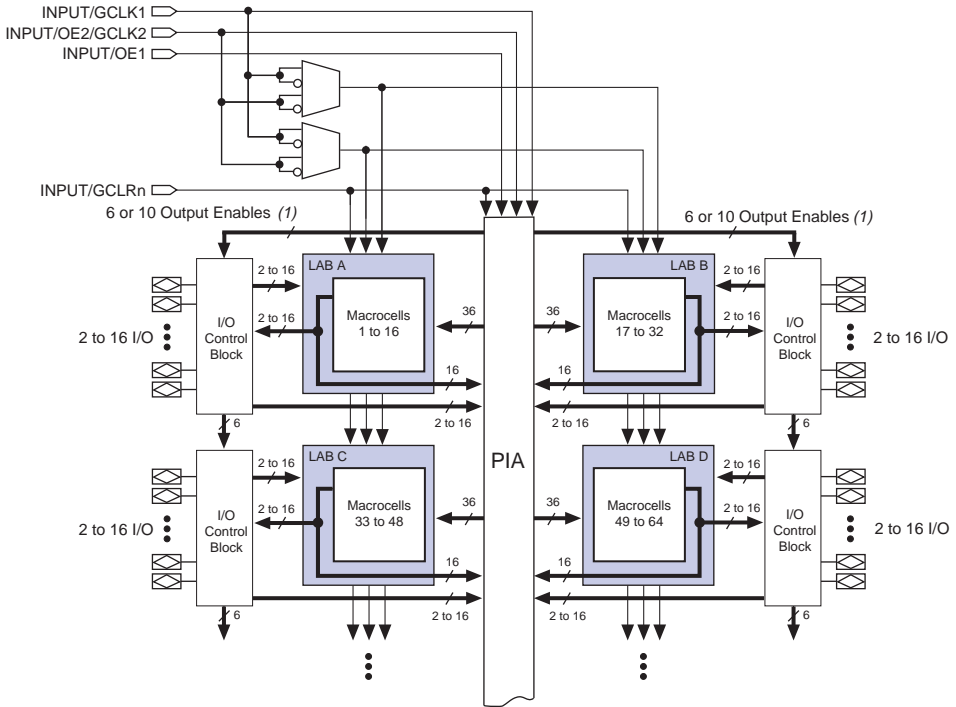 INPUT/GCLK1
INPUT/OE2/GCLK2
INPUT/OE1
INPUT/GCLRn
6 or 10 Output Enables (1)
6 or 10 Output Enables (1)
LAB A
LAB B
2 to 16
2 to 16
Macrocells
1 to 16
Macrocells
17 to 32
36
36
2 to 16
2 to 16
I/O
Control
Block
I/O
Control
Block
2 to 16 I/O
2 to 16 I/O
16
16
2 to 16
2 to 16
6
6
PIA
LAB C
LAB D
2 to 16
2 to 16
Macrocells
33 to 48
Macrocells
49 to 64
36
36
2 to 16
2 to 16
I/O
Control
Block
I/O
Control
Block
2 to 16 I/O
2 to 16 I/O
16
16
2 to 16
2 to 16
6
6